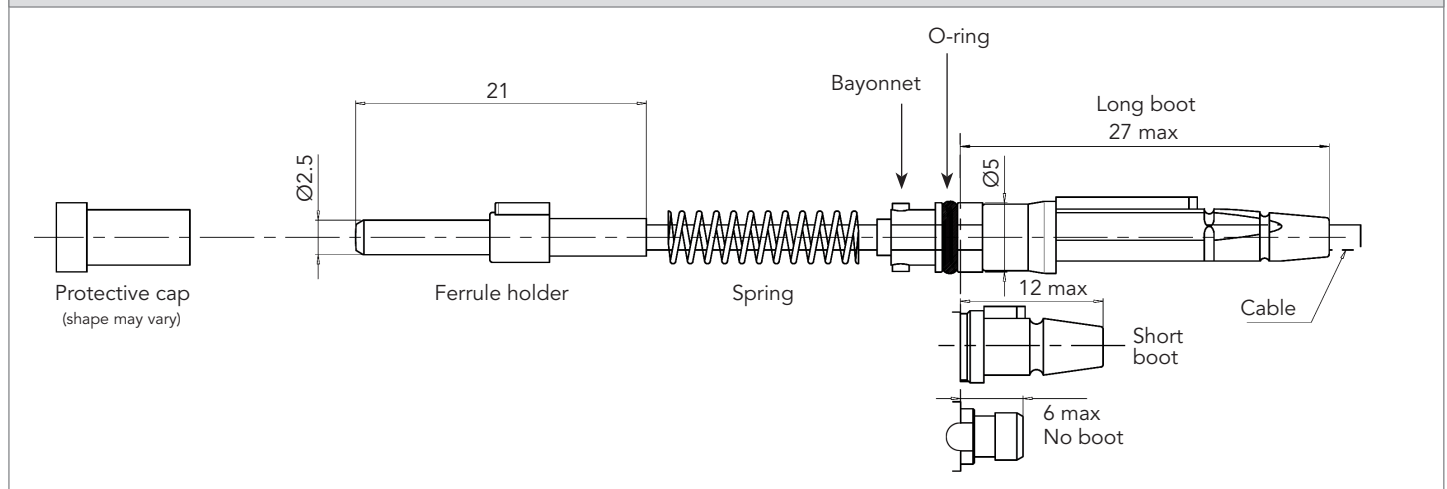 O-ring
Bayonnet
21
Long boot
27 max
Ø2.5
Ø5
Protective cap
(shape may vary)
Ferrule holder
Spring
12 max
Cable
Short
boot
6 max
No boot